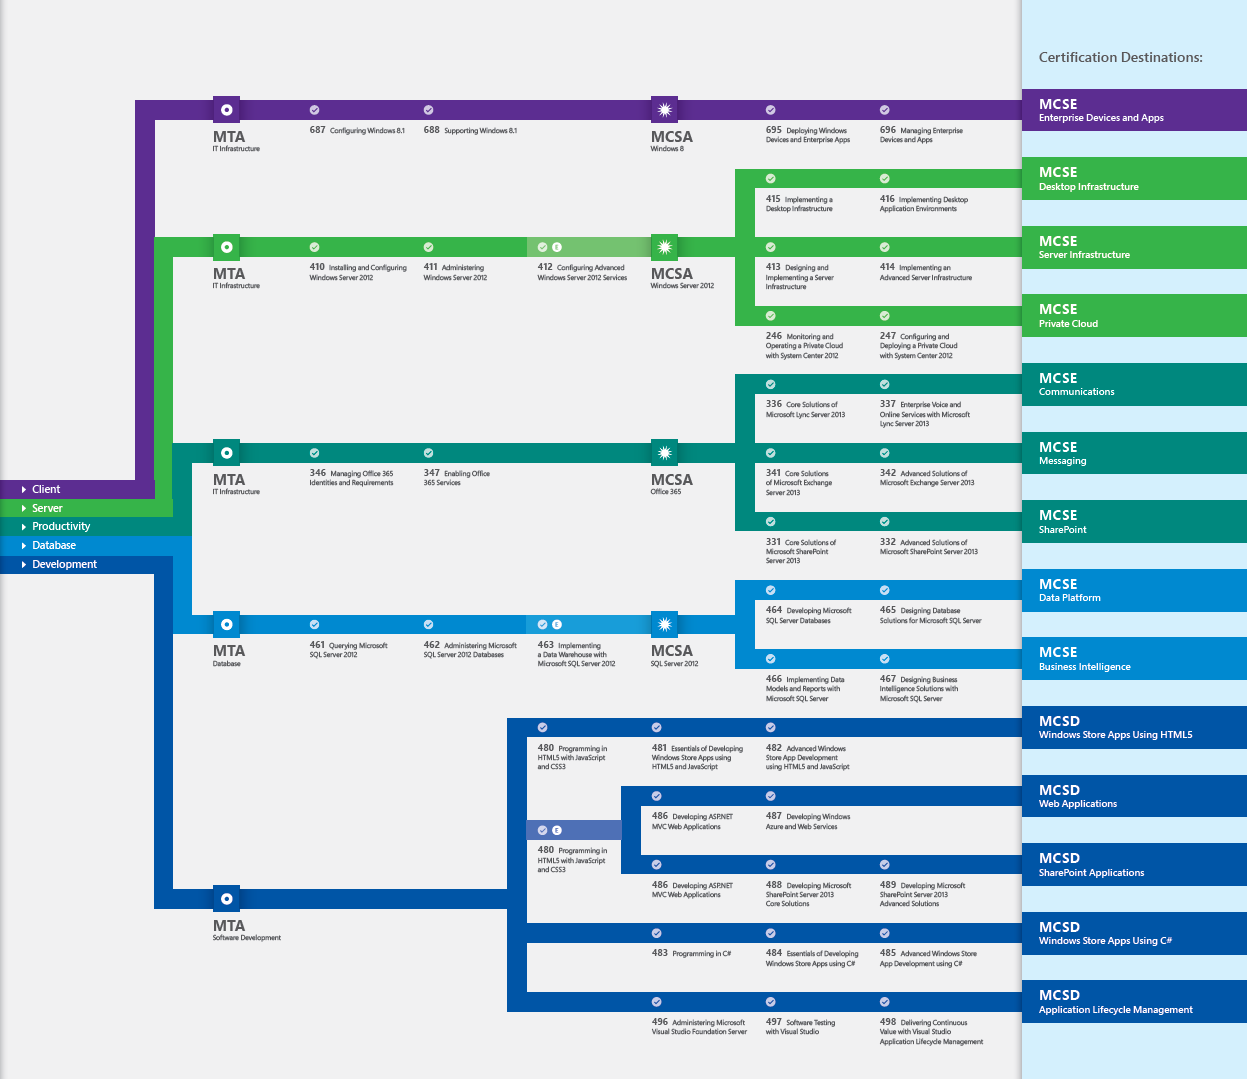 Certification Destinations:
MCSE
Enterprise Devices and Apps
MTA
IT Infrastructure
687 Configuring Windows 8.1
688 Supporting Windows 8.1
MCSA
Windows 8
695 Deploying Windows
Devices and Enterprise Apps
696 Managing Enterprise
Devices and Apps
MCSE
Desktop Infrastructure
415 Implementing a
Desktop Infrastructure
416 Implementing Desktop
Application Environments
MCSE
Server Infrastructure
MTA
IT Infrastructure
410 Installing and Configuring
Windows Server 2012
411 Administering
Windows Server 2012
E
412 Configuring Advanced
Windows Server 2012 Services
MCSA
Windows Server 2012
413 Designing and
Implementing a Server
Infrastructure
414 Implementing an
Advanced Server Infrastructure
MCSE
Private Cloud
246 Monitoring and
Operating a Private Cloud
with System Center 2012
247 Configuring and
Deploying a Private Cloud
with System Center 2012
MCSE
Communications
336 Core Solutions of
Microsoft Lync Server 2013
337 Enterprise Voice and
Online Services with Microsoft
Lync Server 2013
MCSE
Messaging
MTA
IT Infrastructure
346 Managing Office 365
Identities and Requirements
347 Enabling Office
365 Services
MCSA
Office 365
341 Core Solutions
of Microsoft Exchange
Server 2013
342 Advanced Solutions of
Microsoft Exchange Server 2013
Client
Server
Productivity
Database
Development
MCSE
SharePoint
331 Core Solutions of
Microsoft SharePoint
Server 2013
332 Advanced Solutions of
Microsoft SharePoint Server 2013
MCSE
Data Platform
464 Developing Microsoft
SQL Server Databases
465 Designing Database
Solutions for Microsoft SQL Server
MTA
Database
461 Querying Microsoft
SQL Server 2012
462 Administering Microsoft
SQL Server 2012 Databases
E
463 Implementing
a Data Warehouse with
Microsoft SQL Server 2012
MCSA
SQL Server 2012
MCSE
Business Intelligence
466 Implementing Data
Models and Reports with
Microsoft SQL Server
467 Designing Business
Intelligence Solutions with
Microsoft SQL Server
MCSD
Windows Store Apps Using HTML5
480 Programming in
HTML5 with JavaScript
and CSS3
481 Essentials of Developing
Windows Store Apps using
HTML5 and JavaScript
482 Advanced Windows
Store App Development
using HTML5 and JavaScript
MCSD
Web Applications
486 Developing ASP.NET
MVC Web Applications
487 Developing Windows
Azure and Web Services
E
480 Programming in
HTML5 with JavaScript
and CSS3
MCSD
SharePoint Applications
486 Developing ASP.NET
MVC Web Applications
488 Developing Microsoft
SharePoint Server 2013
Core Solutions
489 Developing Microsoft
SharePoint Server 2013
Advanced Solutions
MTA
Software Development
MCSD
Windows Store Apps Using C#
483 Programming in C#
484 Essentials of Developing
Windows Store Apps using C#
485 Advanced Windows Store
App Development using C#
MCSD
Application Lifecycle Management
496 Administering Microsoft
Visual Studio Foundation Server
497 Software Testing
with Visual Studio
498 Delivering Continuous
Value with Visual Studio
Application Lifecycle Management